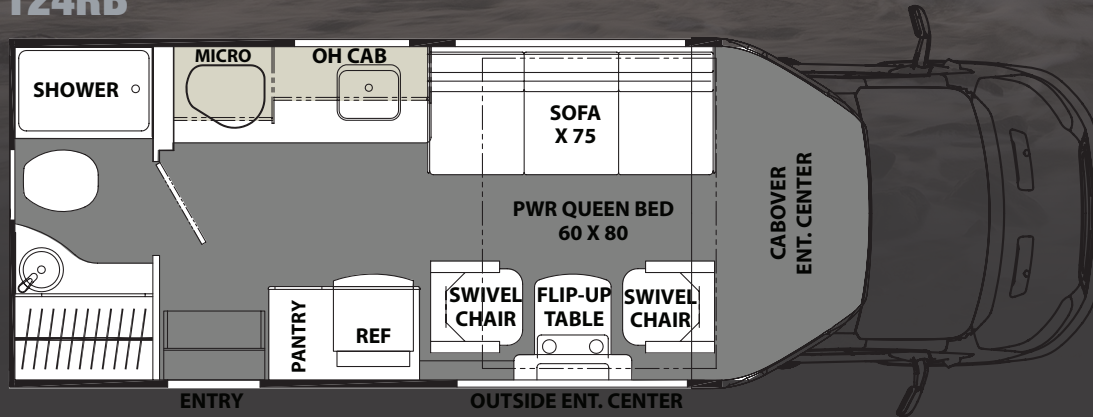 124RB
MICRO
OH CAB
SHOWER
SOFA
X 75
PWR QUEEN BED
60 X 80
CABOVER
ENT. CENTER
SWIVEL
CHAIR
FLIP-UP
TABLE
SWIVEL
CHAIR
PANTRY
REF
ENTRY
OUTSIDE ENT. CENTER